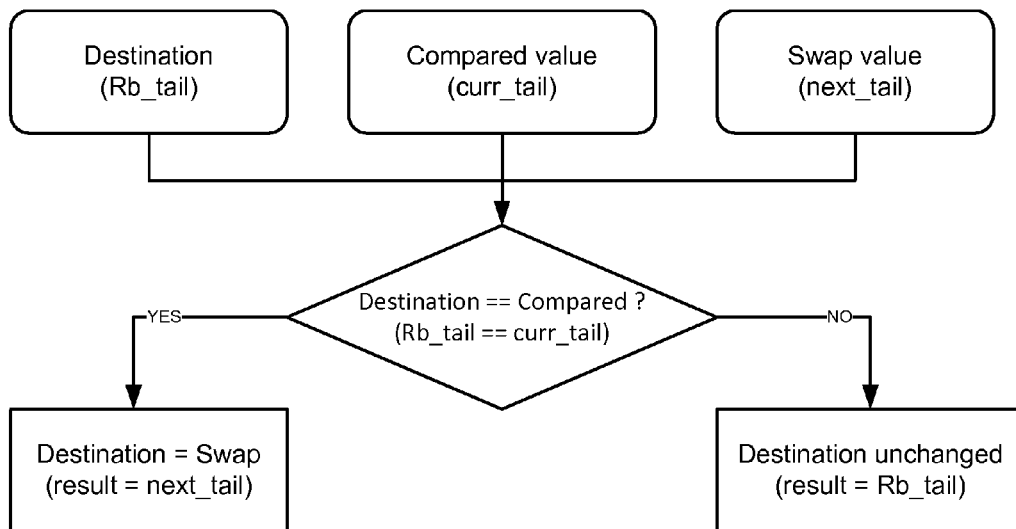 Destination
(Rb_tail)
Compared value
(curr_tail)
Swap value
(next_tail)
Destination == Compared ?
(Rb_tail == curr_tail)
YES
NO
Destination = Swap
(result = next_tail)
Destination unchanged
(result = Rb_tail)